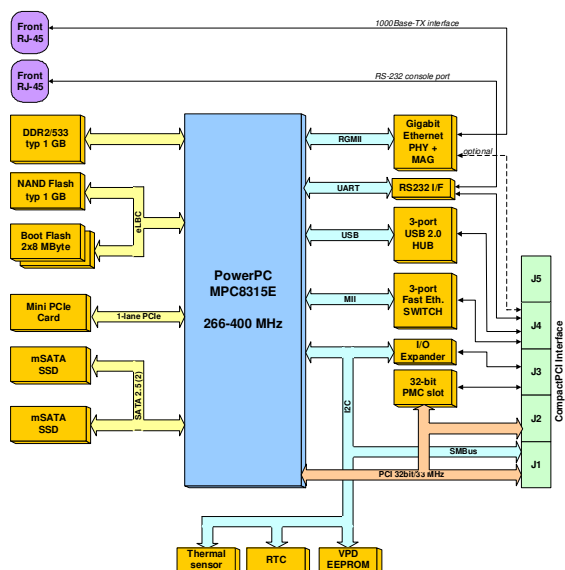 Front
RJ-45
1000Base-TX interface
Front
RJ-45
RS-232 console port
DDR2/533
typ 1 GB
RGMII
Gigabit
Ethernet
PHY +
MAG
optional
NAND Flash
typ 1 GB
eLBC
UART
RS232 I/F
Boot Flash
2x8 MByte
USB
3-port
USB 2.0
HUB
PowerPC
MPC8315E
266-400 MHz
Mini PCIe
Card
1-lane PCIe
MII
3-port
Fast Eth.
SWITCH
mSATA
SSD
SATA 2.5 (2)
mSATA
SSD
I2C
I/O
Expander
32-bit
PMC slot
J5
J4
J3
J2
J1
CompactPCI Interface
SMBus
PCI 32bit/33 MHz
Thermal
sensor
RTC
VPD
EEPROM